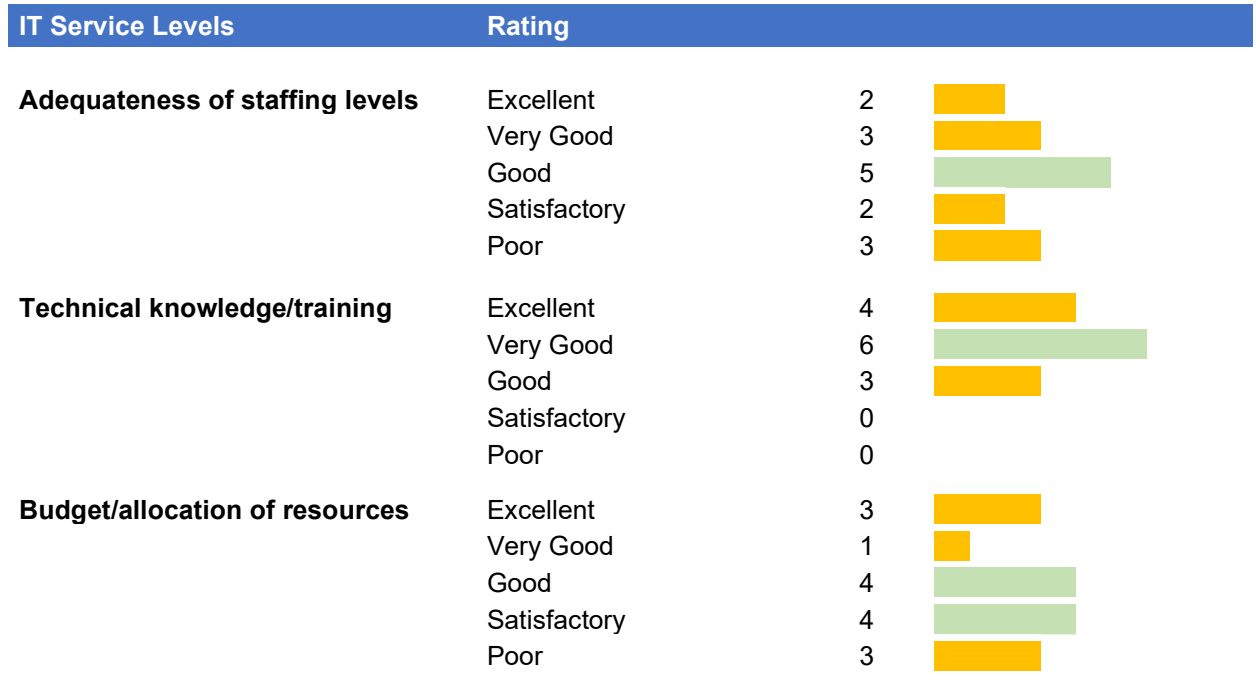 IT Service Levels Rating
Adequateness of staffing levels Excellent 2
Very Good 3
Good 5
Satisfactory 2
Poor 3
Technical knowledge/training Excellent 4
Very Good 6
Good 3
Satisfactory 0
Poor 0
Budget/allocation of resources Excellent 3
Very Good 1
Good 4
Satisfactory 4
Poor 3